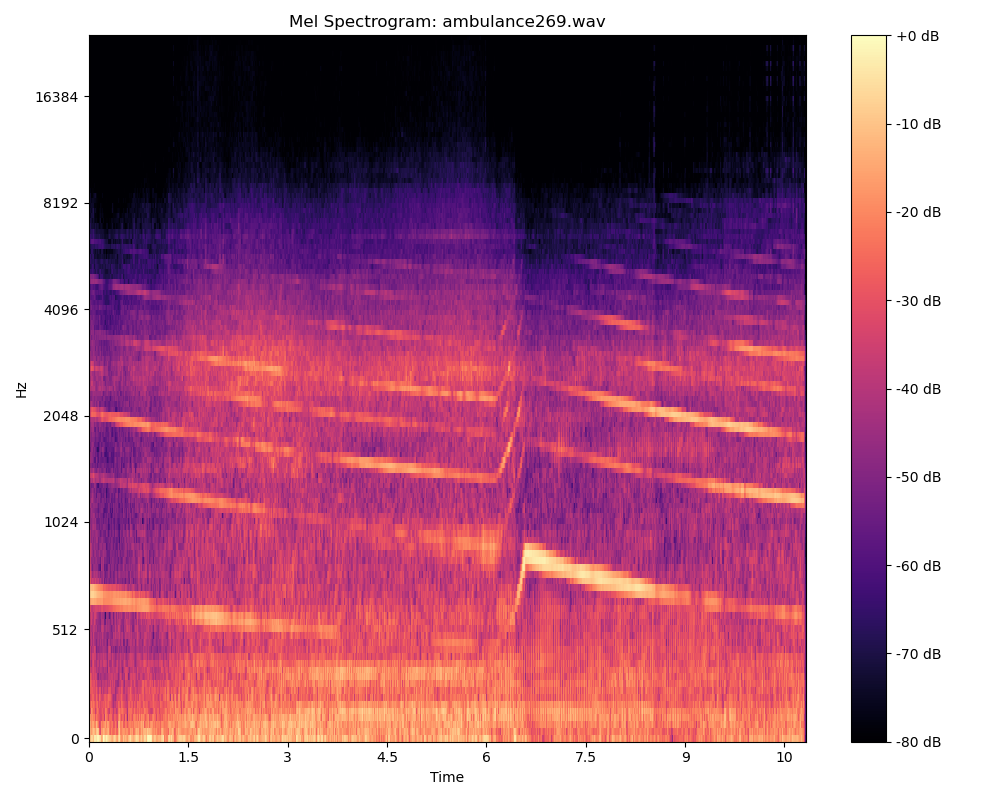 Mel Spectrogram: ambulance269.wav
Hz
16384
8192
4096
2048
1024
512
0
0 1.5 3 4.5 6 7.5 9 10
Time
+0 dB
-10 dB
-20 dB
-30 dB
-40 dB
-50 dB
-60 dB
-70 dB
-80 dB